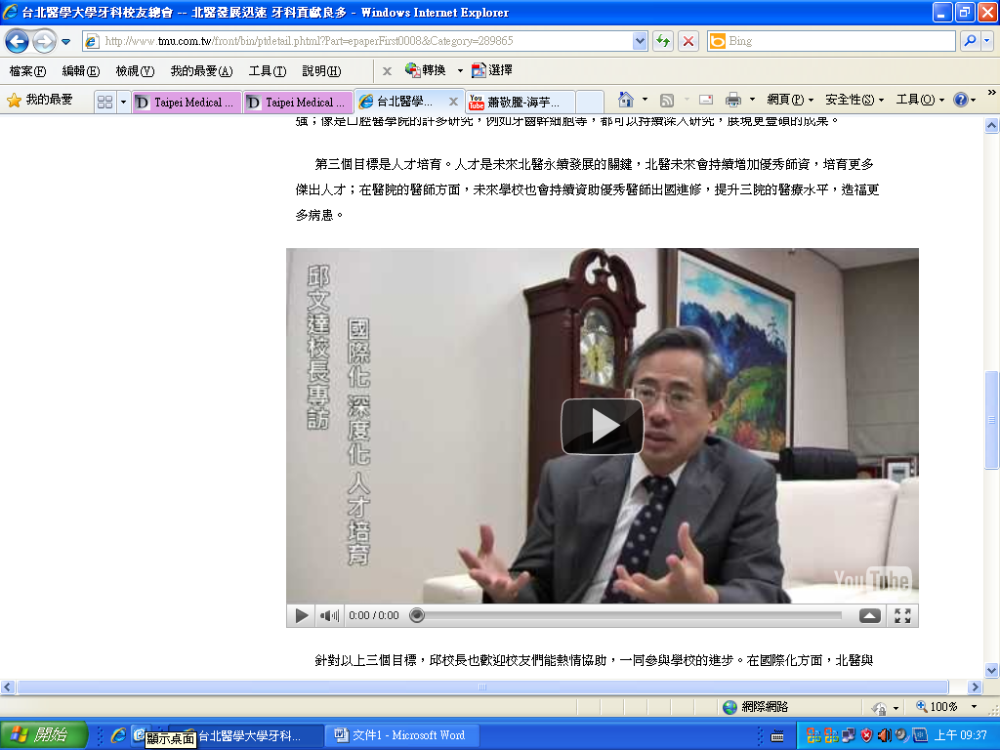 台北醫學大學牙科校友總會 -- 北醫發展迅速 牙科貢獻良多 - Windows Internet Explorer
http://www.tmu.com.tw/front/bin/ptdetail.phtml?Part=epaperFirst0008&Category=289865
Bing
檔案(F) 編輯(E) 檢視(V) 我的最愛(A) 工具(T) 說明(H)
x 轉換 選擇
我的最愛 Taipei Medical ... Taipei Medical ... 台北醫學... 蕭敬騰-海芋... 網頁(P) 安全性(S) 工具(O)
強；像是口腔醫學院的許多研究，例如牙齒幹細胞等，都可以持續深入研究，展現更豐碩的成果。
第三個目標是人才培育。人才是未來北醫永續發展的關鍵，北醫未來會持續增加優秀師資，培育更多
傑出人才；在醫院的醫師方面，未來學校也會持續資助優秀醫師出國進修，提升三院的醫療水平，造福更
多病患。
邱文達校長專訪
國際化 深度化 人才培育
YouTube
0:00 / 0:00
針對以上三個目標，邱校長也歡迎校友們能熱情協助，一同參與學校的進步。在國際化方面，北醫與
網際網路 100%
開始 台北醫學大學牙科... 文件1 - Microsoft Word 上午 09:37
顯示桌面